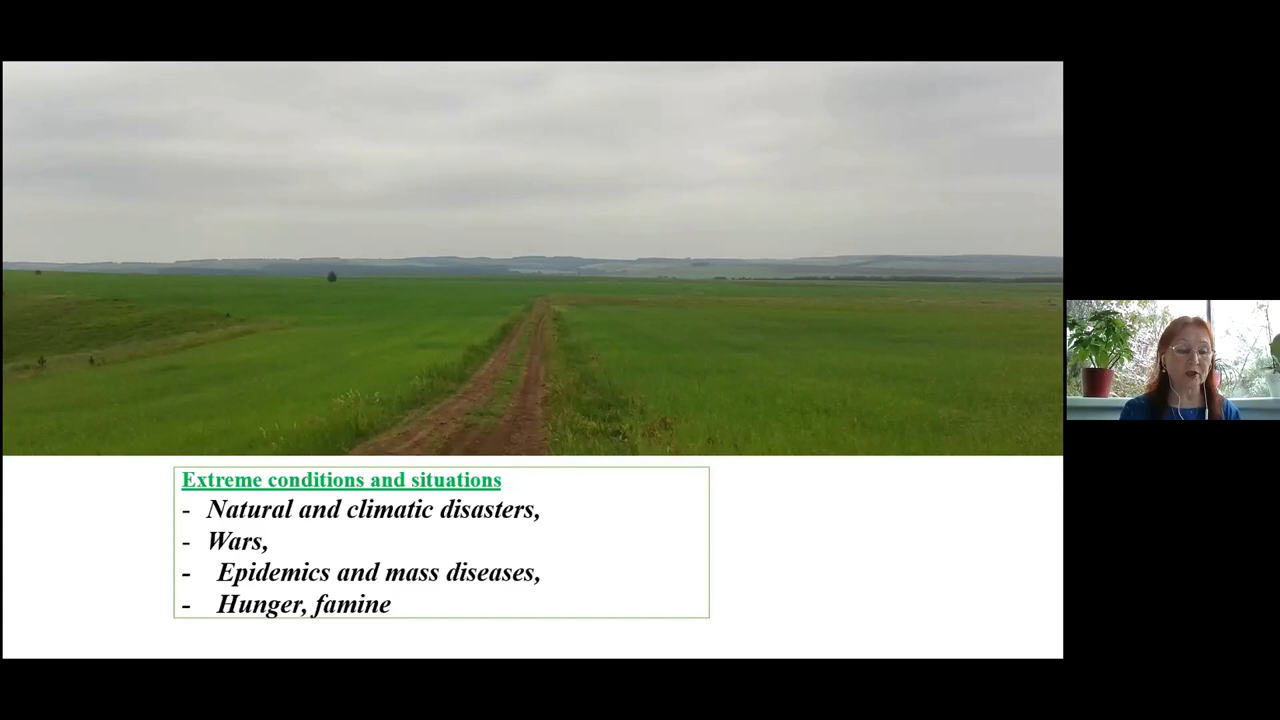 Extreme conditions and situations
- Natural and climatic disasters,
- Wars,
- Epidemics and mass diseases,
- Hunger, famine